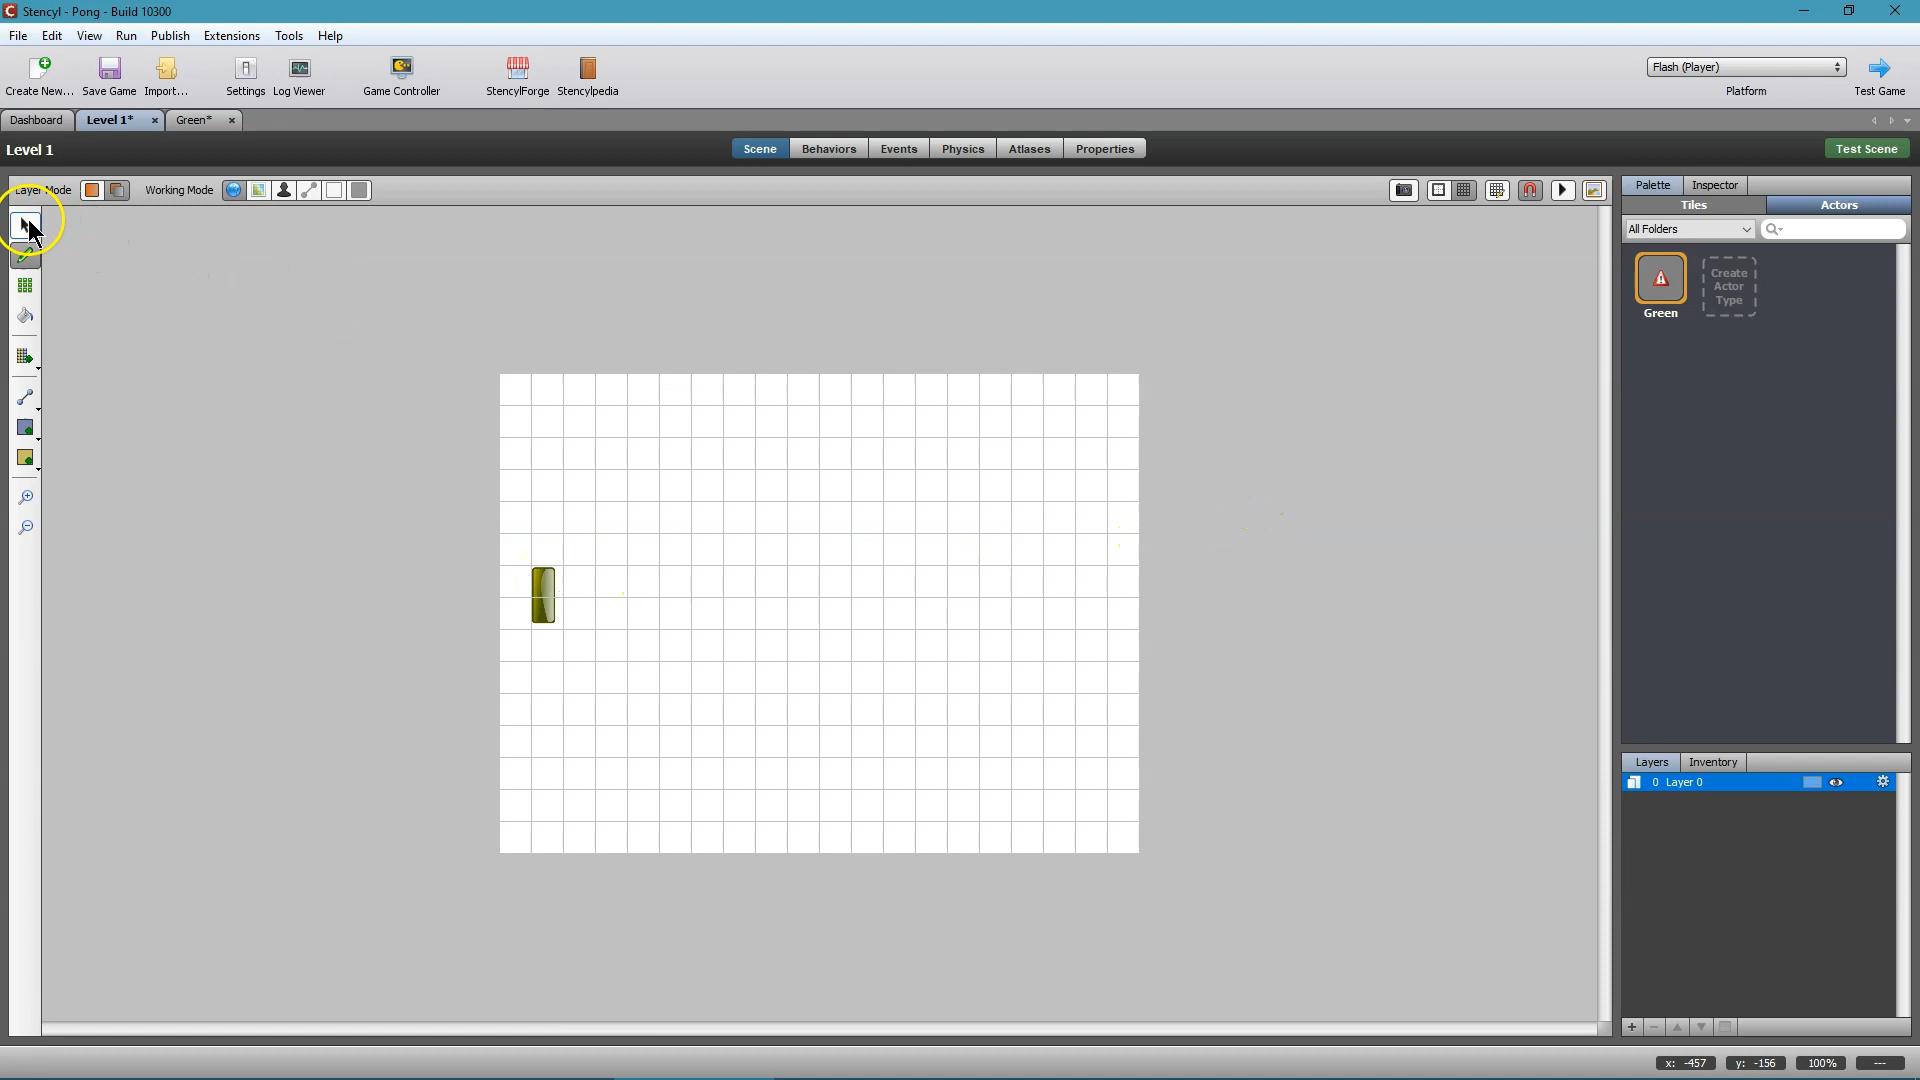 Stencyl - Pong - Build 10300
File Edit View Run Publish Extensions Tools Help
Create New... Save Game Import... Settings Log Viewer Game Controller StencylForge Stencylpedia
Flash (Player)
Platform Test Game
Dashboard Level 1* Green*
Level 1 Scene Behaviors Events Physics Atlases Properties Test Scene
Layer Mode Working Mode
Palette Inspector
Tiles Actors
All Folders
Create Actor Type
Green
Layers Inventory
0 Layer 0
x: -457 y: -156 100% ---